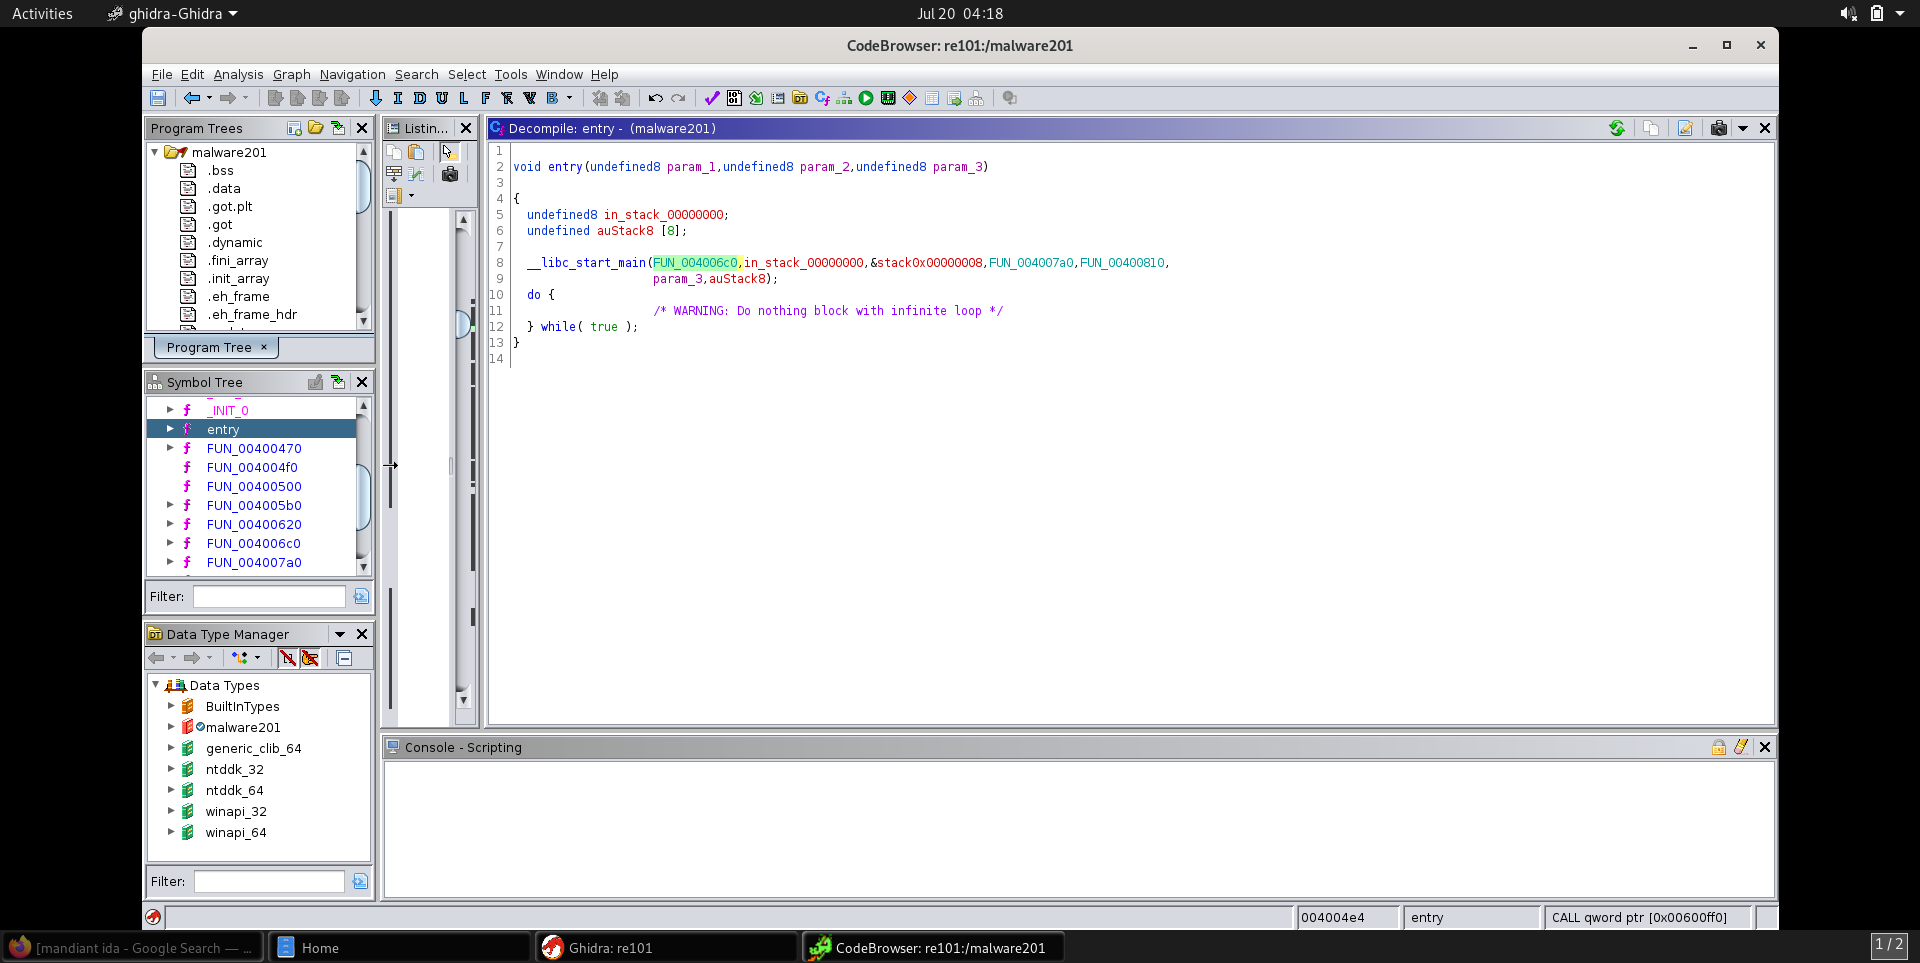 Activities
ghidra-Ghidra
Jul 20 04:18
CodeBrowser: re101:/malware201
File Edit Analysis Graph Navigation Search Select Tools Window Help
I D U L F V B
Program Trees
malware201
.bss
.data
.got.plt
.got
.dynamic
.fini_array
.init_array
.eh_frame
.eh_frame_hdr
Program Tree ×
Symbol Tree
_INIT_0
entry
FUN_00400470
FUN_004004f0
FUN_00400500
FUN_004005b0
FUN_00400620
FUN_004006c0
FUN_004007a0
Filter:
Data Type Manager
Data Types
BuiltInTypes
malware201
generic_clib_64
ntddk_32
ntddk_64
winapi_32
winapi_64
Filter:
Listin...
Decompile: entry - (malware201)
1
2 void entry(undefined8 param_1,undefined8 param_2,undefined8 param_3)
3
4 {
5 undefined8 in_stack_00000000;
6 undefined auStack8 [8];
7
8 __libc_start_main(FUN_004006c0,in_stack_00000000,&stack0x00000008,FUN_004007a0,FUN_00400810,
9 param_3,auStack8);
10 do {
11 /* WARNING: Do nothing block with infinite loop */
12 } while( true );
13 }
14
Console - Scripting
004004e4
entry
CALL qword ptr [0x00600ff0]
[mandiant ida - Google Search — ...
Home
Ghidra: re101
CodeBrowser: re101:/malware201
1 / 2